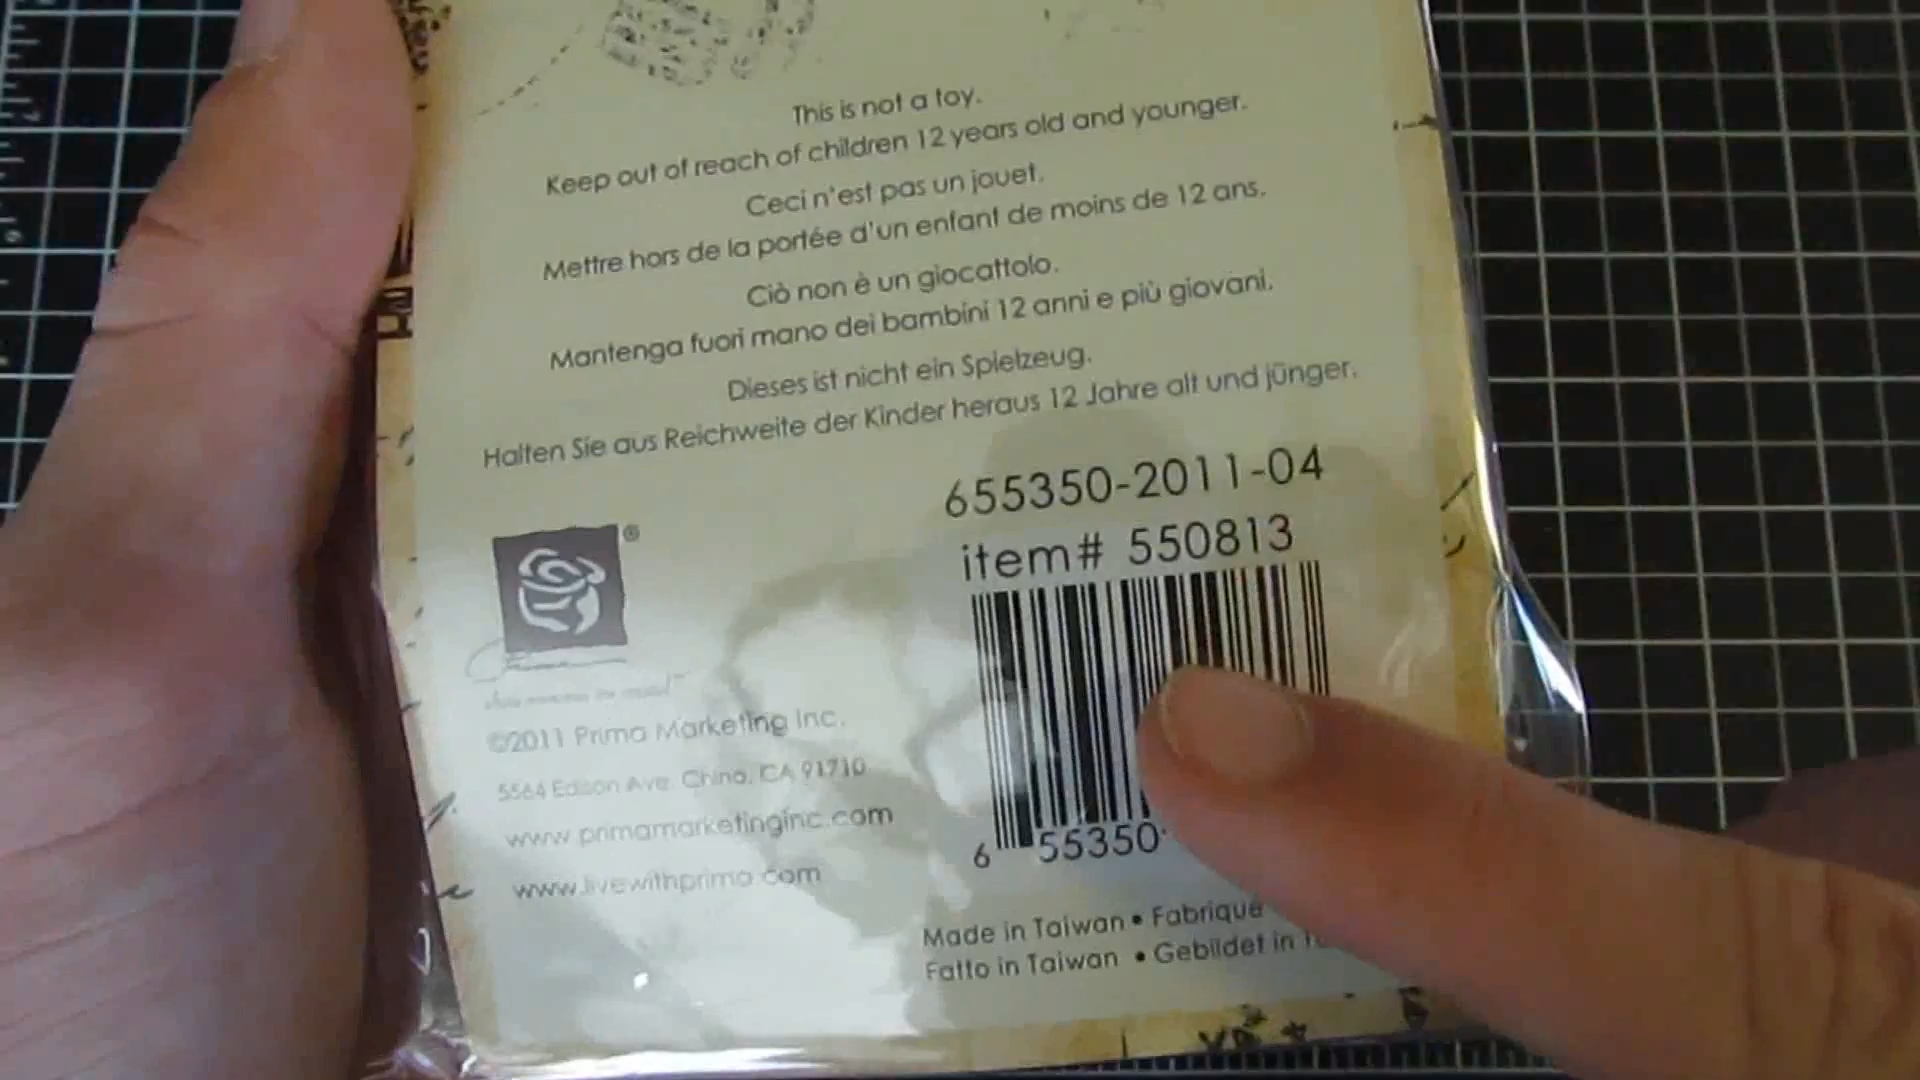 This is not a toy.
Keep out of reach of children 12 years old and younger.
Ceci n'est pas un jouet.
Mettre hors de la portée d'un enfant de moins de 12 ans.
Ciò non è un giocattolo.
Mantenga fuori mano dei bambini 12 anni e più giovani.
Dieses ist nicht ein Spielzeug.
Halten Sie aus Reichweite der Kinder heraus 12 Jahre alt und jünger.
655350-2011-04
item# 550813
®
Prima
©2011 Prima Marketing Inc.
5564 Edison Ave. Chino, CA 91710
www.primamarketinginc.com
www.livewithprima.com
6 55350
Made in Taiwan • Fabriqué
Fatto in Taiwan • Gebildet in